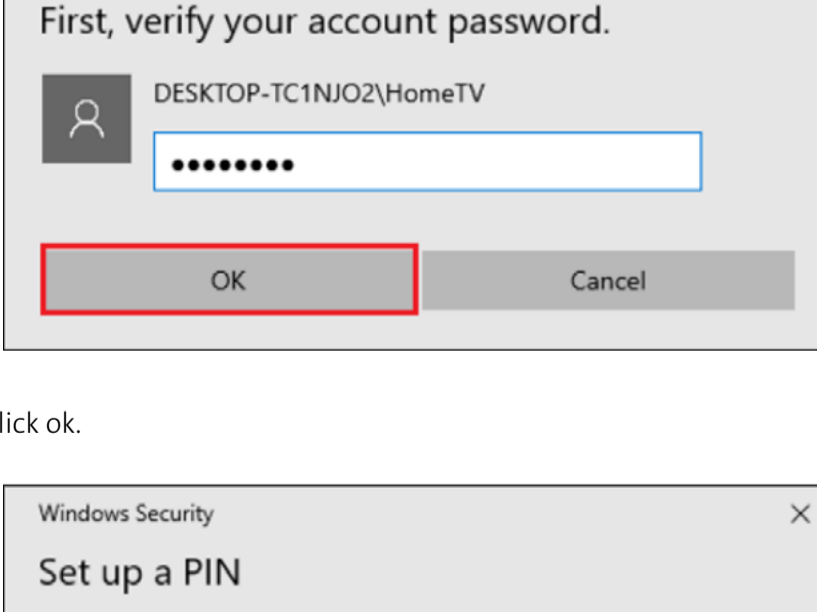 First, verify your account password.
DESKTOP-TC1NJO2\HomeTV
●●●●●●●●
OK Cancel
lick ok.
Windows Security
Set up a PIN